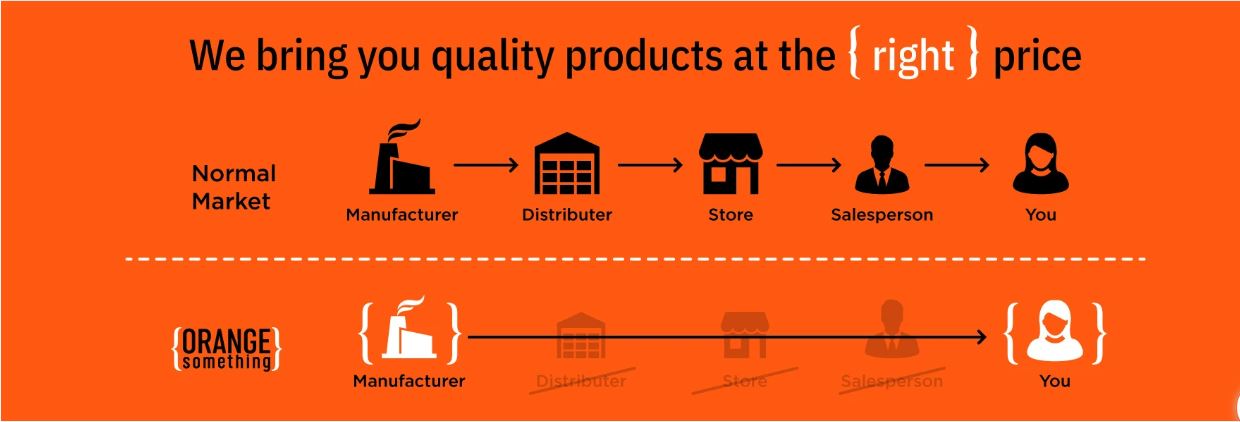 We bring you quality products at the { right } price
Normal
Market
Manufacturer
Distributer
Store
Salesperson
You
{ORANGE
something}
{ }
Manufacturer
Distributer
Store
Salesperson
{ }
You